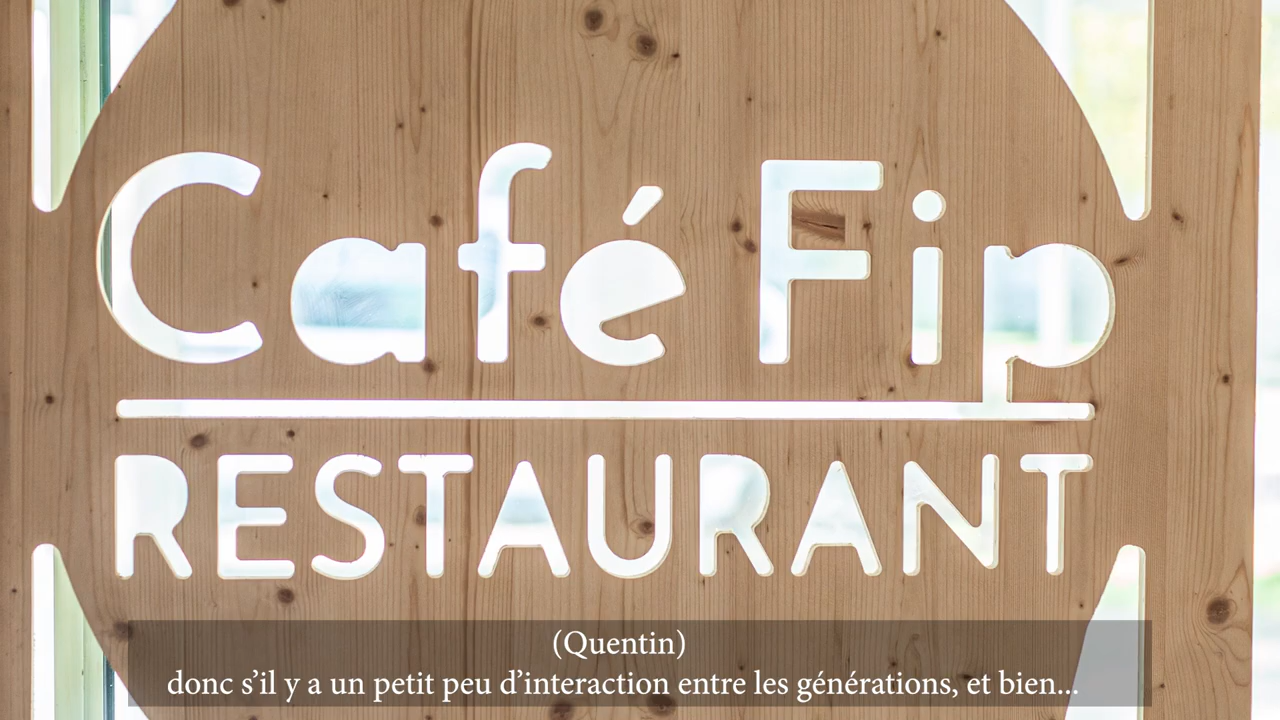 Café Fip
RESTAURANT
(Quentin)
donc s’il y a un petit peu d’interaction entre les générations, et bien...